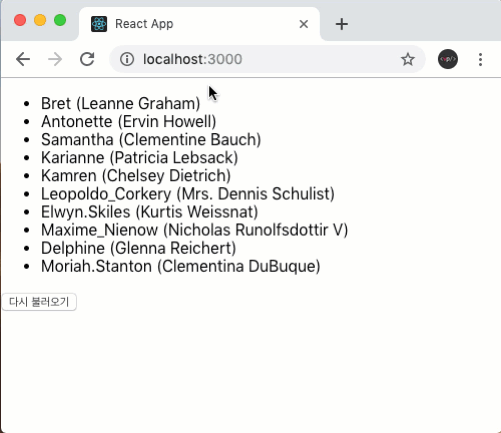 React App
localhost:3000
Bret (Leanne Graham)
Antonette (Ervin Howell)
Samantha (Clementine Bauch)
Karianne (Patricia Lebsack)
Kamren (Chelsey Dietrich)
Leopoldo_Corkery (Mrs. Dennis Schulist)
Elwyn.Skiles (Kurtis Weissnat)
Maxime_Nienow (Nicholas Runolfsdottir V)
Delphine (Glenna Reichert)
Moriah.Stanton (Clementina DuBuque)
다시 불러오기